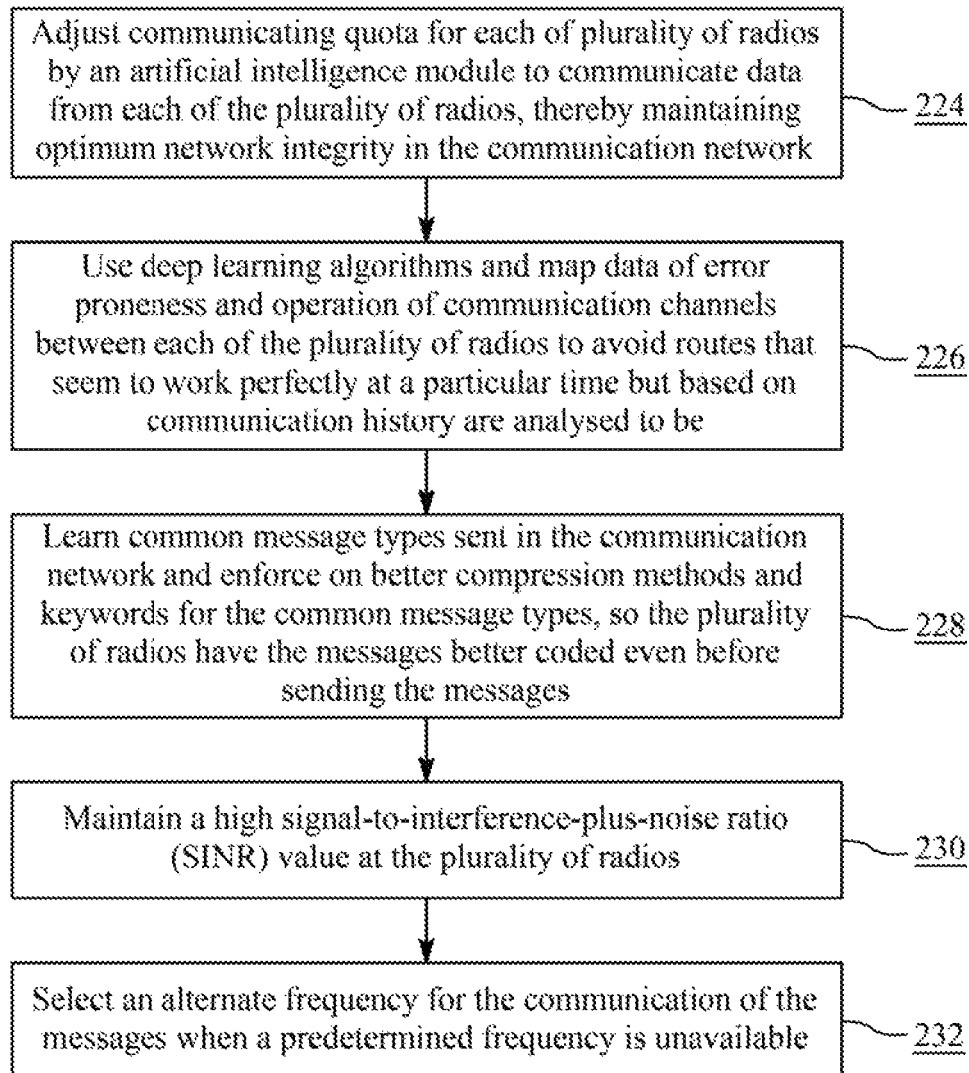 Adjust communicating quota for each of plurality of radios
by an artificial intelligence module to communicate data
from each of the plurality of radios, thereby maintaining
optimum network integrity in the communication network
224
Use deep learning algorithms and map data of error
proneness and operation of communication channels
between each of the plurality of radios to avoid routes that
seem to work perfectly at a particular time but based on
communication history are analysed to be
226
Learn common message types sent in the communication
network and enforce on better compression methods and
keywords for the common message types, so the plurality
of radios have the messages better coded even before
sending the messages
228
Maintain a high signal-to-interference-plus-noise ratio
(SINR) value at the plurality of radios
230
Select an alternate frequency for the communication of the
messages when a predetermined frequency is unavailable
232